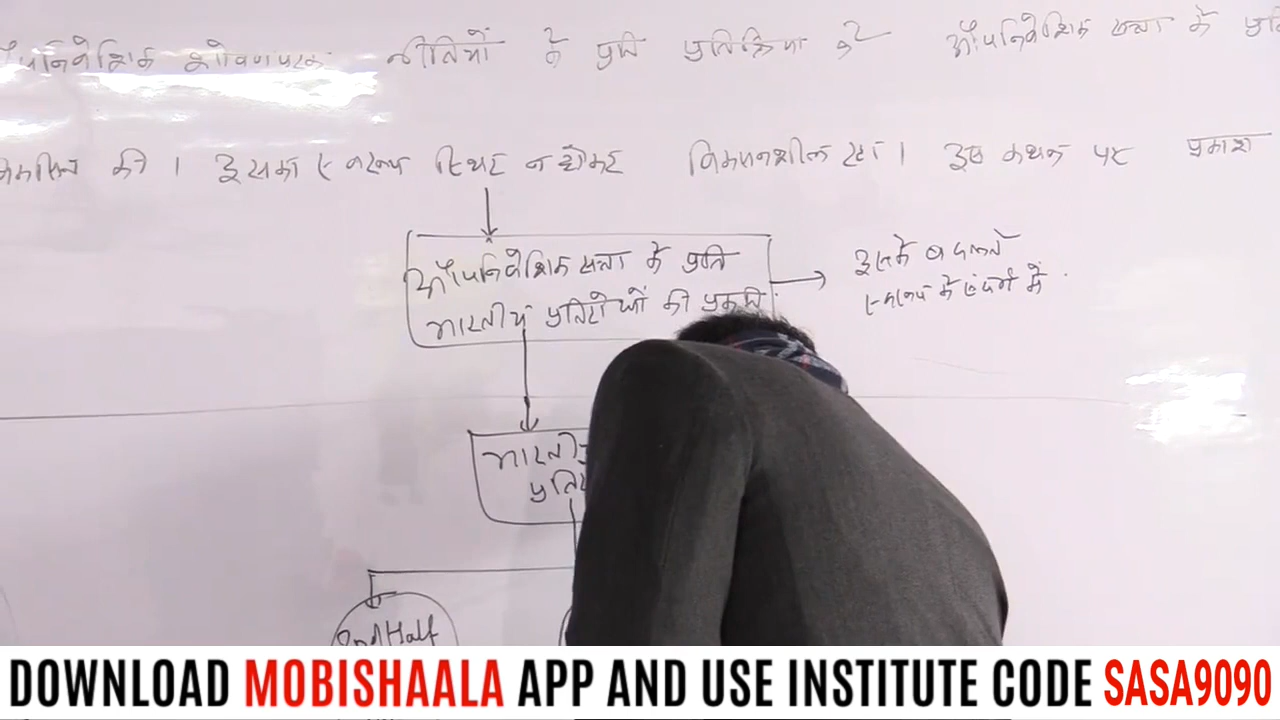 औपनिवेशिक शोषणपरक नीतियों के प्रति प्रतिक्रिया ने औपनिवेशिक सत्ता के प्रति
की । इसका स्वरूप स्थिर न होकर विकासशील रहा । इस कथन पर प्रकाश
औपनिवेशिक सत्ता के प्रति
भारतीय प्रतिरोधों की प्रकृति
इसके बदलते
स्वरूप के संदर्भ में
2nd Half
DOWNLOAD MOBISHAALA APP AND USE INSTITUTE CODE SASA9090